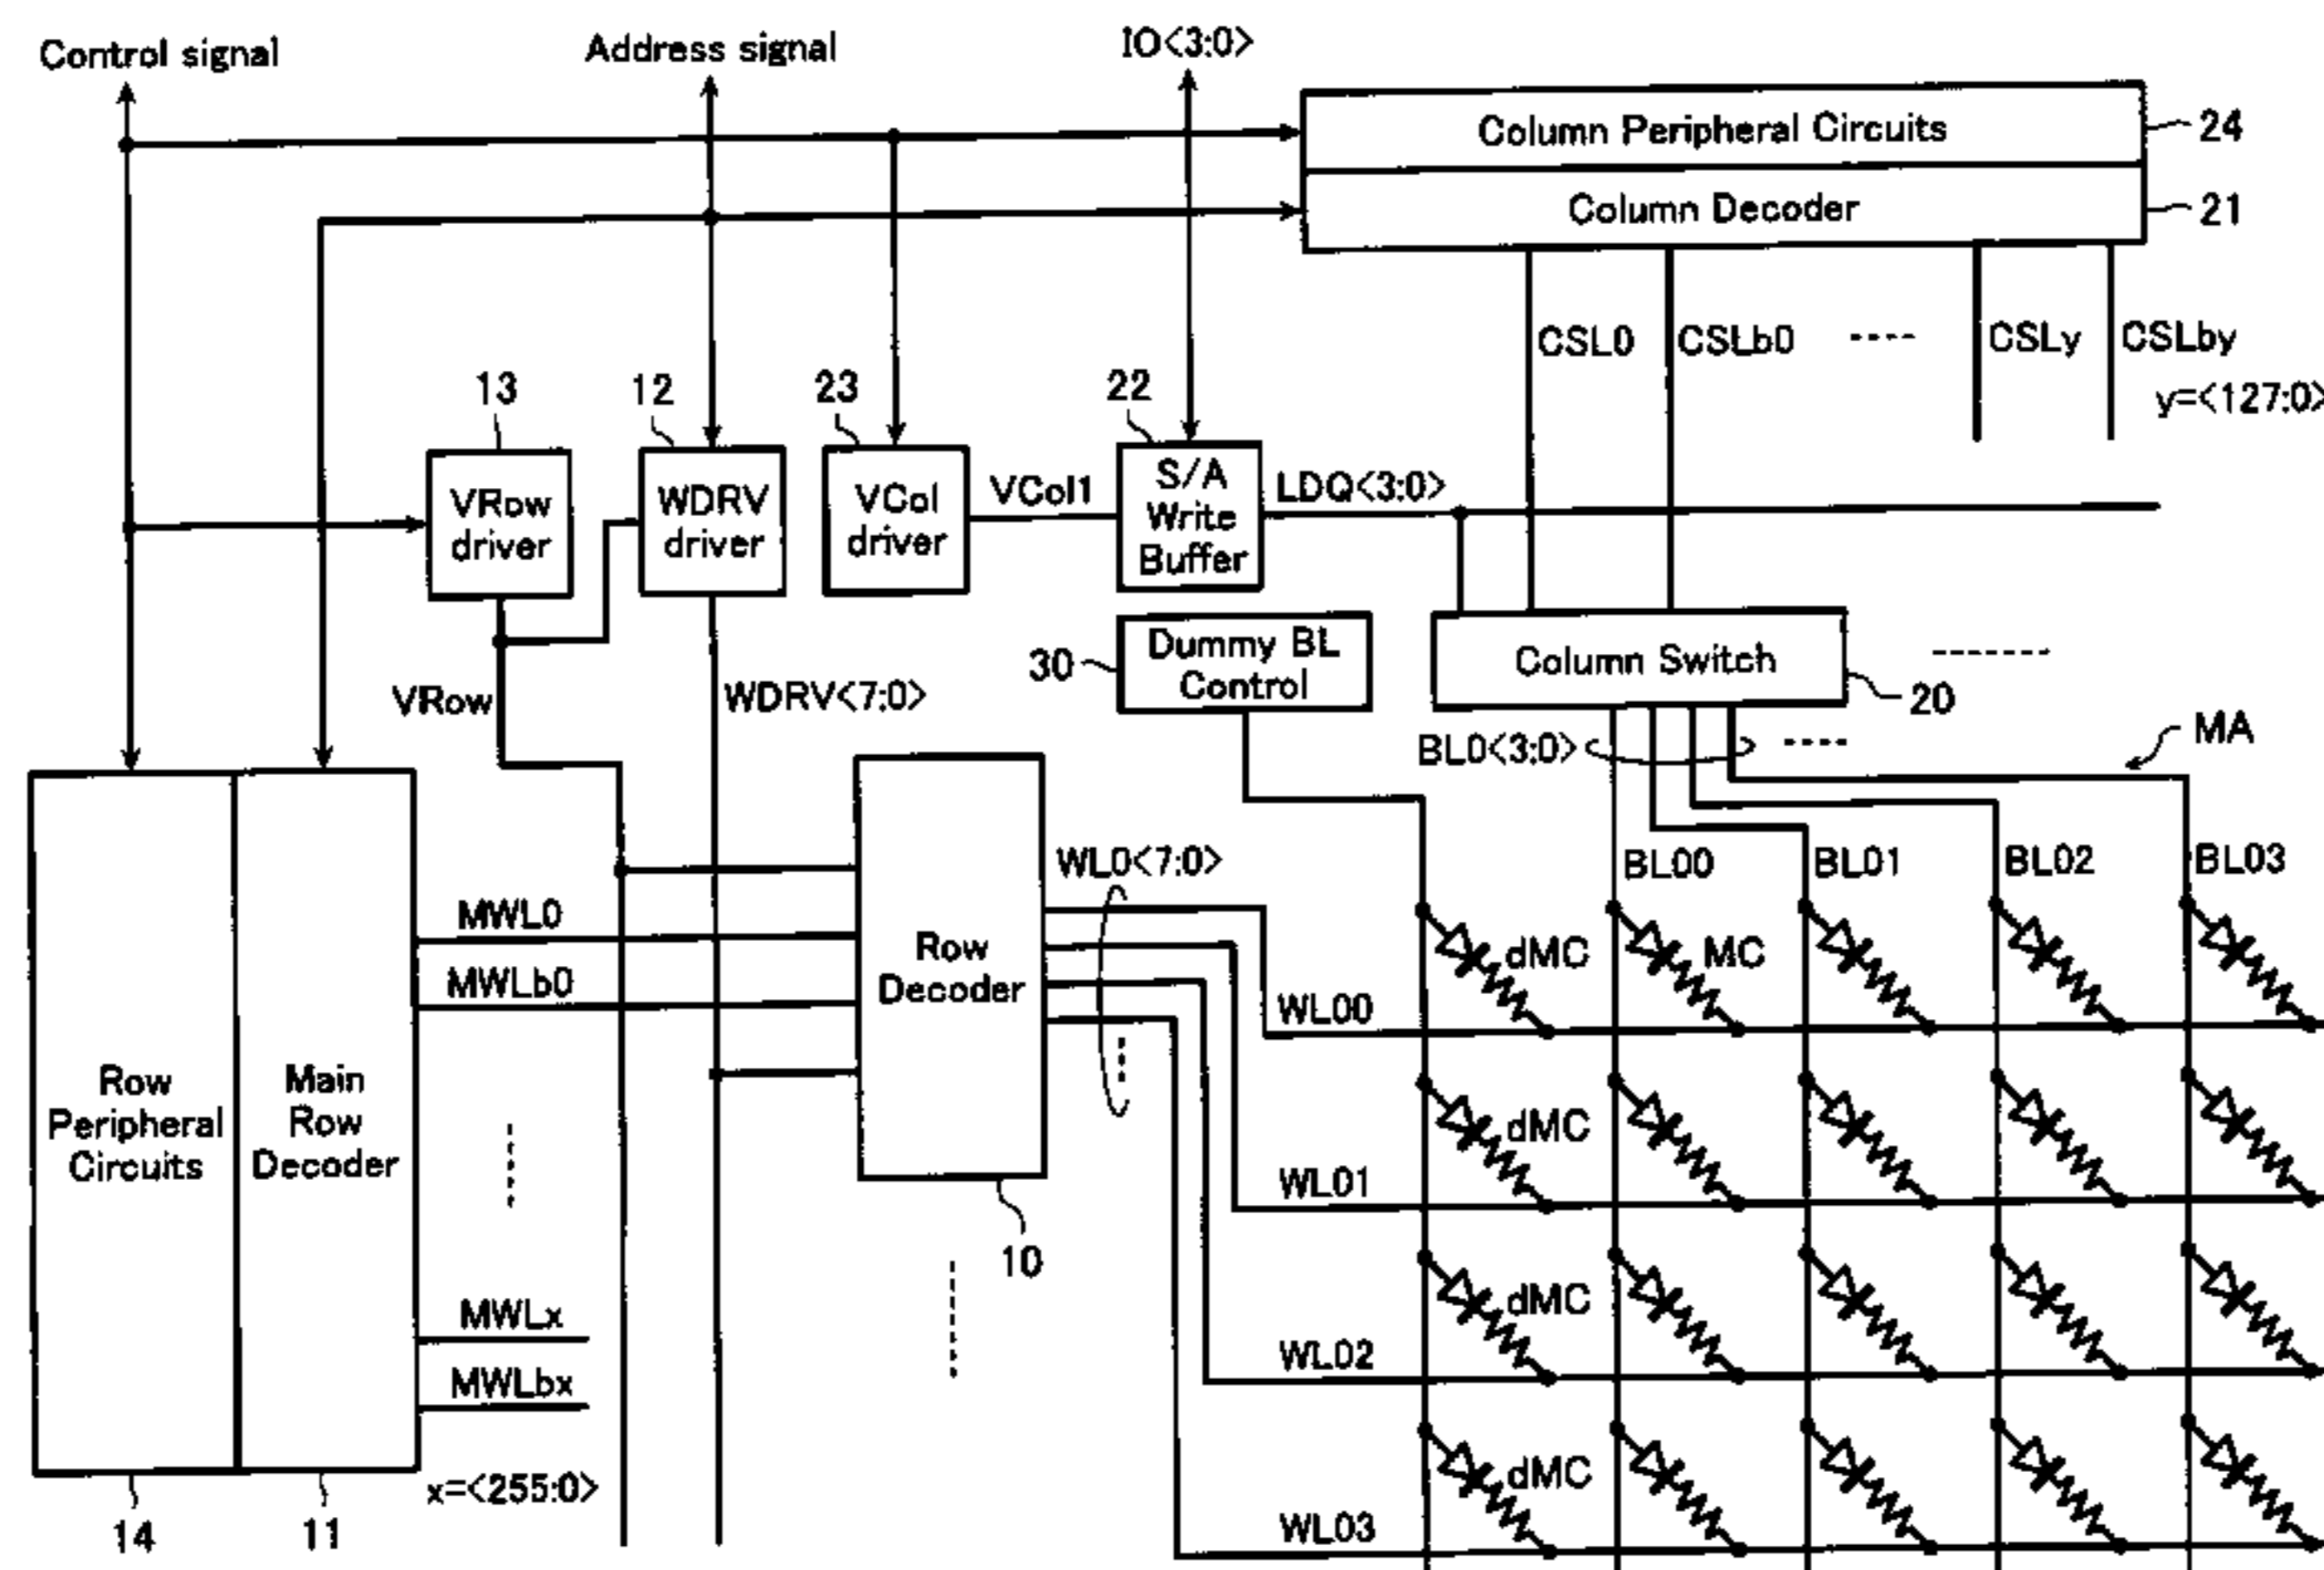 Control signal
Address signal
IO<3:0>
Column Peripheral Circuits
24
Column Decoder
21
CSL0
CSLb0
CSLy
CSLby
y=<127:0>
13
12
23
22
VRow
driver
WDRV
driver
VCol
driver
VCol1
S/A
Write
Buffer
LDQ<3:0>
30
Dummy BL
Control
Column Switch
20
VRow
WDRV<7:0>
BL0<3:0>
MA
WL0<7:0>
BL00
BL01
BL02
BL03
MWL0
MWLb0
Row
Decoder
dMC
MC
WL00
Row
Peripheral
Circuits
Main
Row
Decoder
dMC
WL01
10
dMC
MWLx
MWLbx
WL02
x=<255:0>
dMC
WL03
14
11